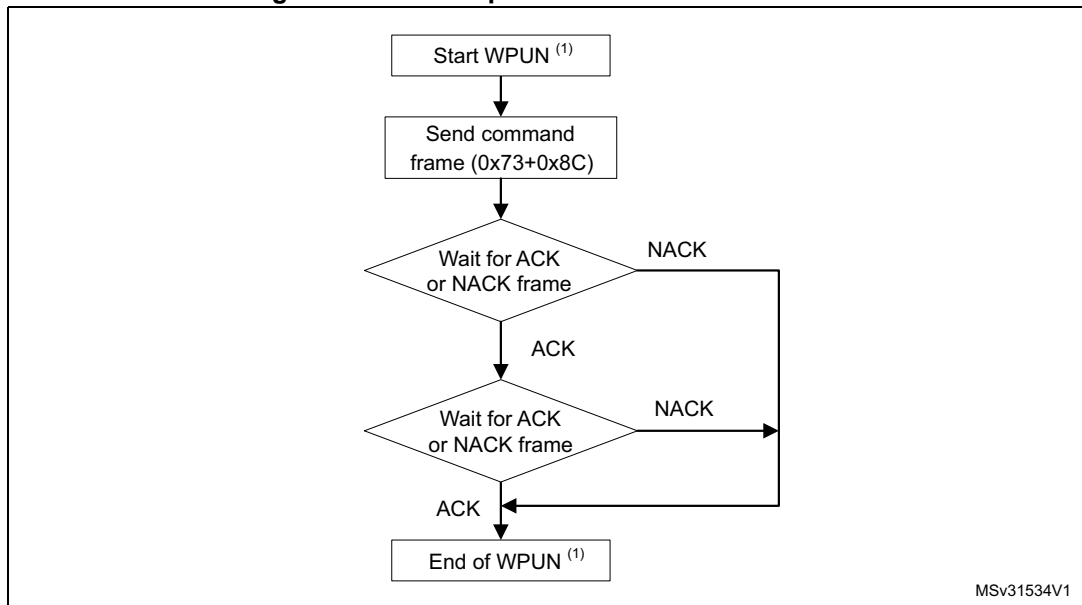 Start WPUN (1)
Send command
frame (0x73+0x8C)
Wait for ACK
or NACK frame
NACK
ACK
Wait for ACK
or NACK frame
NACK
ACK
End of WPUN (1)
MSv31534V1